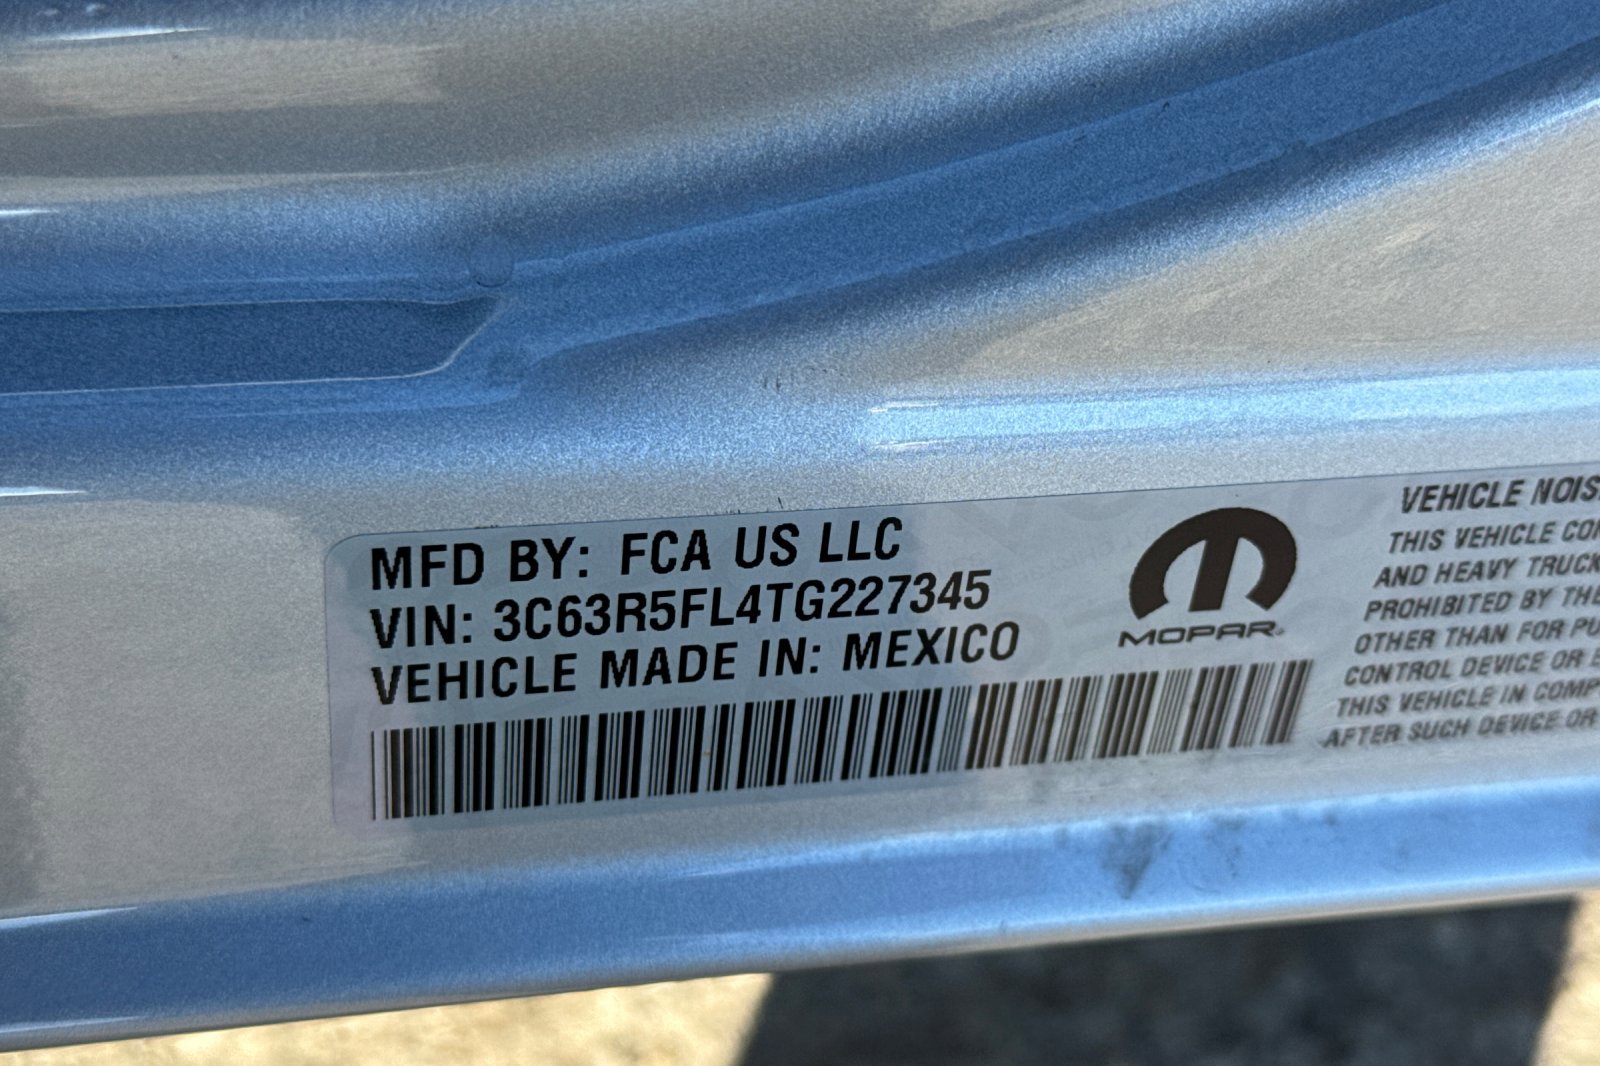 MFD BY: FCA US LLC
VIN: 3C63R5FL4TG227345
VEHICLE MADE IN: MEXICO
MOPAR
VEHICLE NOIS
THIS VEHICLE CO
AND HEAVY TRUCK
PROHIBITED BY THE
OTHER THAN FOR PU
CONTROL DEVICE OR
THIS VEHICLE IN COMP
AFTER SUCH DEVICE OR